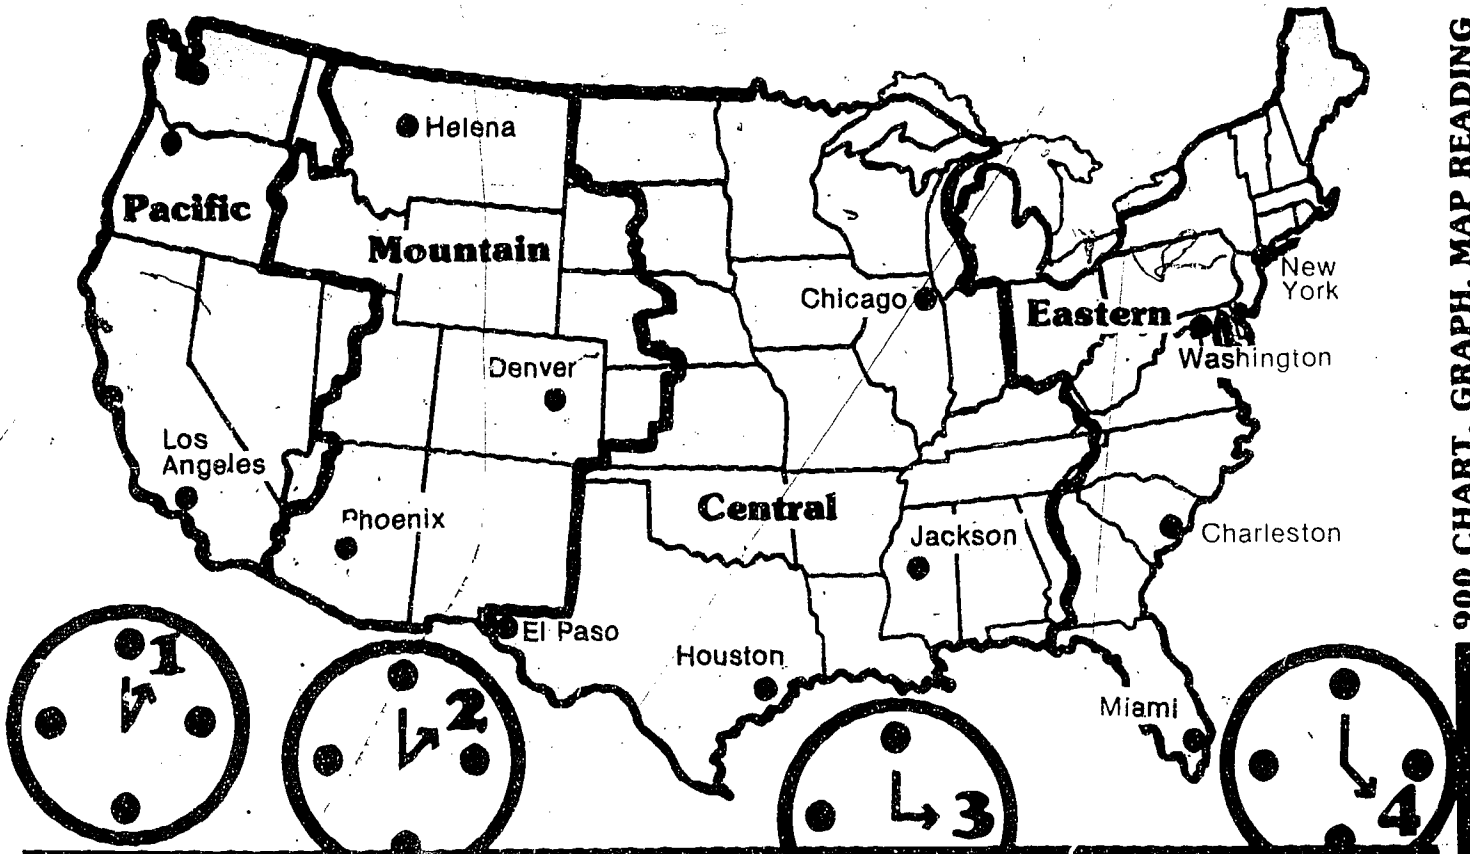 Helena
Pacific
Mountain
New
York
Chicago
Eastern
Washington
Denver
Los
Angeles
Central
Phoenix
Jackson
Charleston
El Paso
Houston
Miami
1
2
3
4
900 CHART, GRAPH, MAP READING